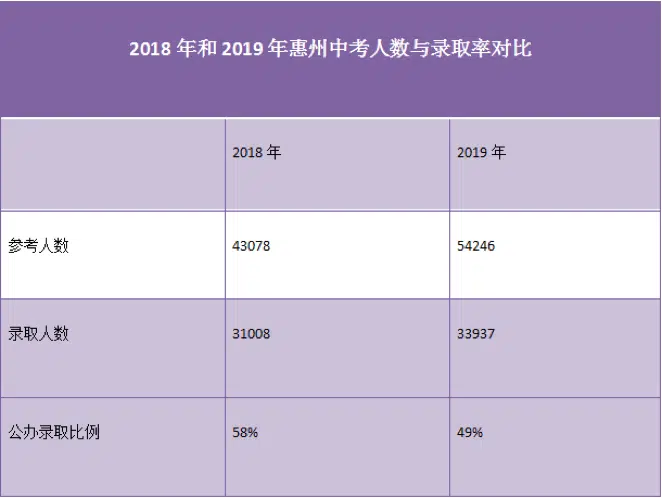 2018 年和 2019 年惠州中考人数与录取率对比
2018 年 2019 年
参考人数 43078 54246
录取人数 31008 33937
公办录取比例 58% 49%